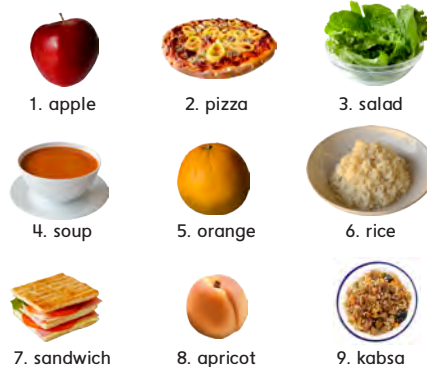 1. apple
2. pizza
3. salad
4. soup
5. orange
6. rice
7. sandwich
8. apricot
9. kabsa